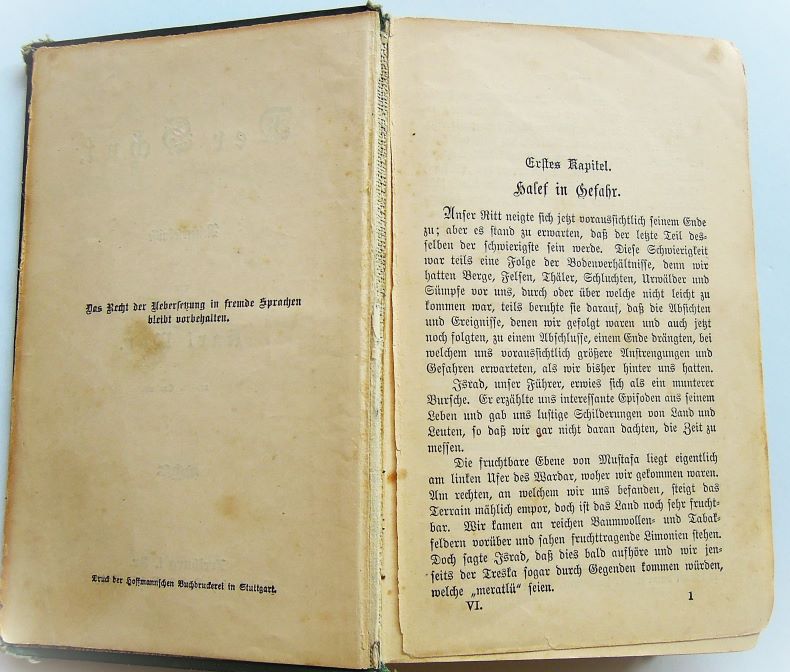 Das Recht der Uebersetzung in fremde Sprachen
bleibt vorbehalten.
Druck der Hoffmannschen Buchdruckerei in Stuttgart.
Erstes Kapitel.
Halef in Gefahr.
Unser Ritt neigte sich jetzt voraussichtlich seinem Ende
zu; aber es stand zu erwarten, daß der letzte Teil des-
selben der schwierigste sein werde. Diese Schwierigkeit
war teils eine Folge der Bodenverhältnisse, denn wir
hatten Berge, Felsen, Thäler, Schluchten, Urwälder und
Sümpfe vor uns, durch oder über welche nicht leicht zu
kommen war, teils beruhte sie darauf, daß die Absichten
und Ereignisse, denen wir gefolgt waren und auch jetzt
noch folgten, zu einem Abschlusse, einem Ende drängten, bei
welchem uns voraussichtlich größere Anstrengungen und
Gefahren erwarteten, als wir bisher hinter uns hatten.
Israd, unser Führer, erwies sich als ein munterer
Bursche. Er erzählte uns interessante Episoden aus seinem
Leben und gab uns lustige Schilderungen von Land und
Leuten, so daß wir gar nicht daran dachten, die Zeit zu
messen.
Die fruchtbare Ebene von Mustafa liegt eigentlich
am linken Ufer des Wardar, woher wir gekommen waren.
Am rechten, an welchem wir uns befanden, steigt das
Terrain mählich empor, doch ist das Land noch sehr frucht-
bar. Wir kamen an reichen Baumwollen- und Tabak-
feldern vorüber und sahen fruchttragende Limonien stehen.
Doch sagte Israd, daß dies bald aufhöre und wir jen-
seits der Treska sogar durch Gegenden kommen würden,
welche „meratlü“ seien.
VI. 1